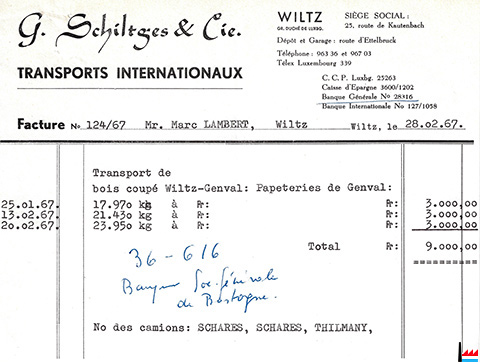 G. Schiltges & Cie.
TRANSPORTS INTERNATIONAUX
WILTZ
GR. DUCHÉ DE LUXBG.
SIÈGE SOCIAL:
25, route de Kautenbach
Dépôt et Garage: route d'Ettelbruck
Téléphone: 963 36 et 967 03
Télex Luxembourg 339
C. C. P. Luxbg. 25263
Caisse d'Epargne 3600/1202
Banque Générale No 28316
Banque Internationale No 127/1058
Facture No 124/67 Mr. Marc LAMBERT, Wiltz Wiltz, le 28.02.67.
Transport de
bois coupé Wiltz-Genval: Papeteries de Genval:
25.01.67. 17.970 kg à Fr: Fr: 3.000,00
13.02.67. 21.430 kg à Fr: Fr: 3.000,00
20.02.67. 23.950 kg à Fr: Fr: 3.000,00
Total Fr: 9.000,00
==========
36-616
Banque Soc. Générale
de Bastogne.
No des camions: SCHARES, SCHARES, THILMANY,